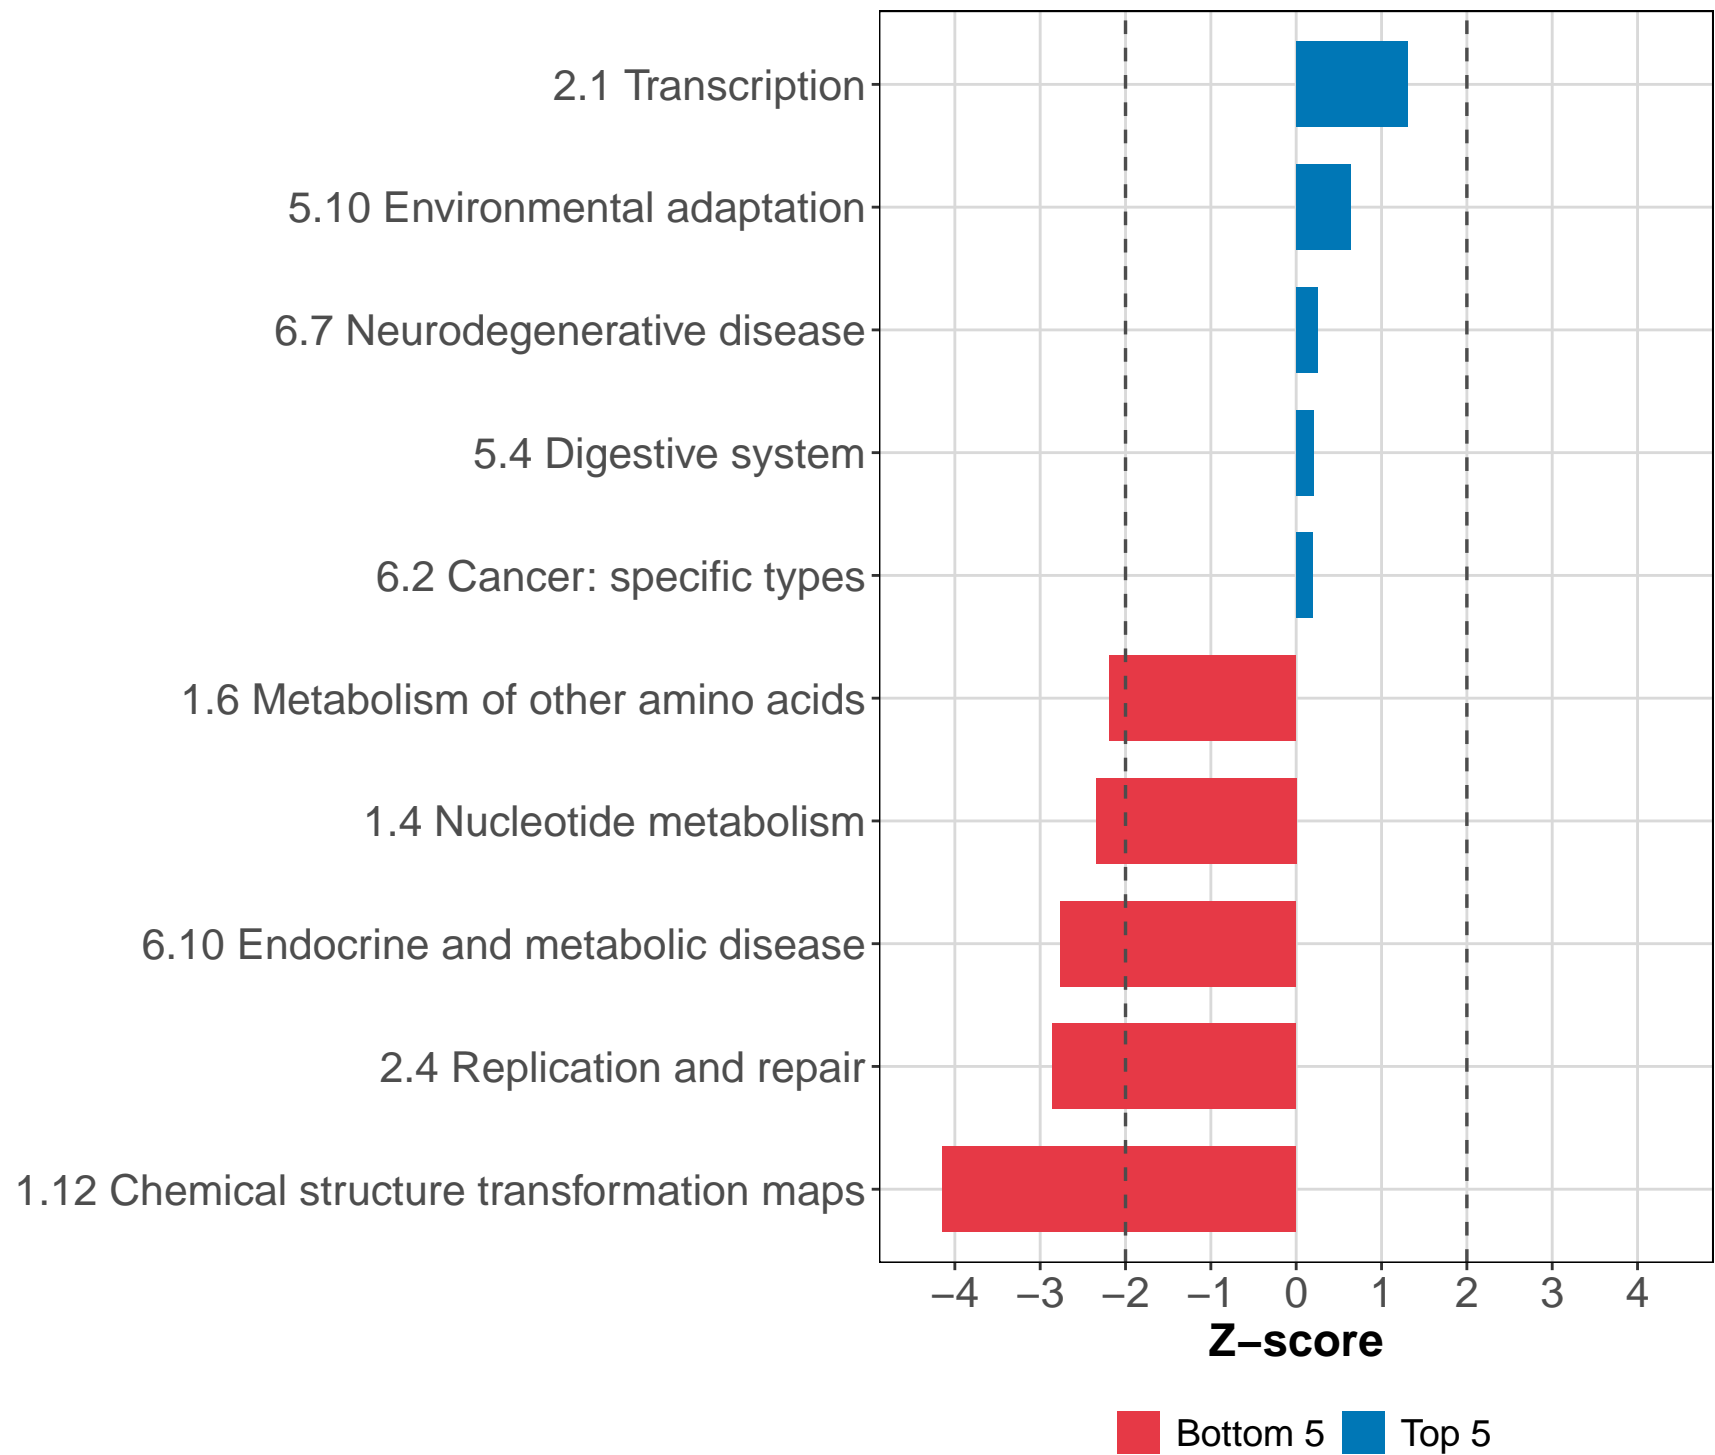 2.1 Transcription
5.10 Environmental adaptation
6.7 Neurodegenerative disease
5.4 Digestive system
6.2 Cancer: specific types
1.6 Metabolism of other amino acids
1.4 Nucleotide metabolism
6.10 Endocrine and metabolic disease
2.4 Replication and repair
1.12 Chemical structure transformation maps
−4 −3 −2 −1 0 1 2 3 4
Z−score
Bottom 5 Top 5